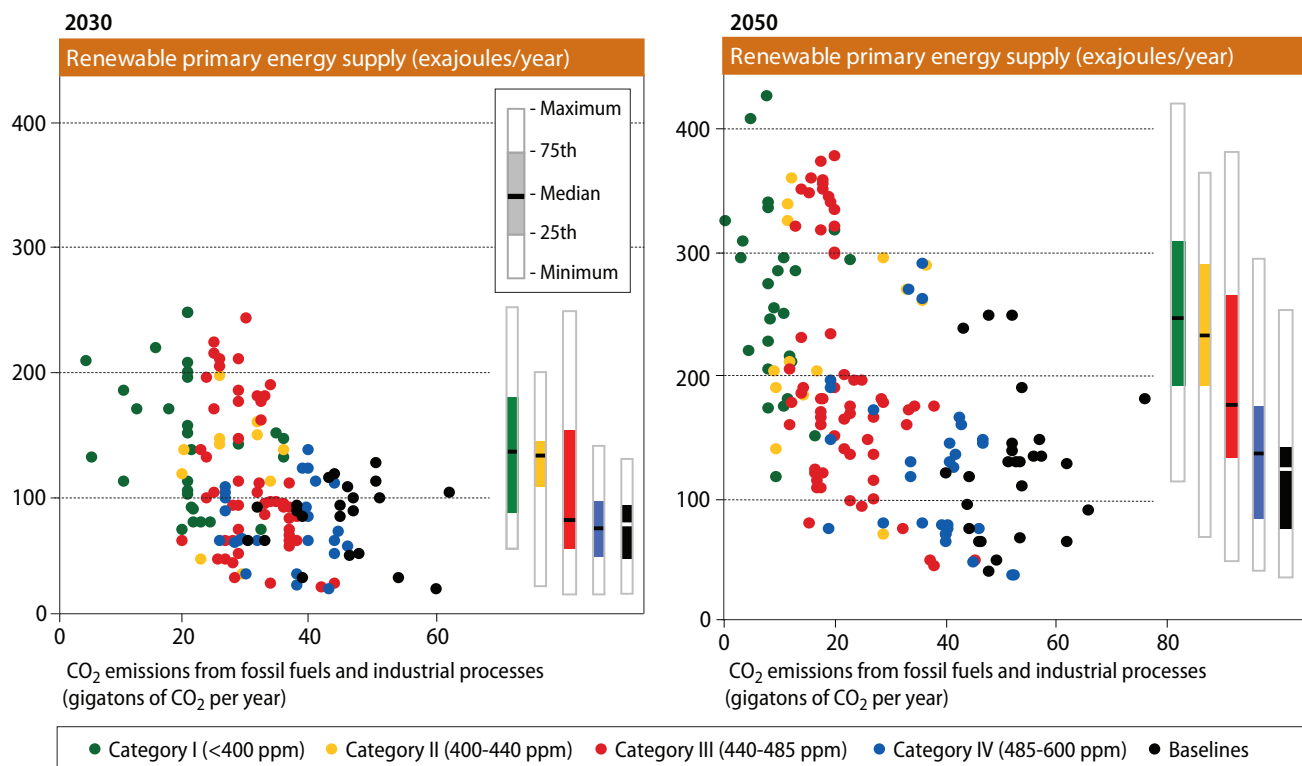 2030
Renewable primary energy supply (exajoules/year)
400
300
200
100
0
0 20 40 60
- Maximum
- 75th
- Median
- 25th
- Minimum
CO₂ emissions from fossil fuels and industrial processes
(gigatons of CO₂ per year)
2050
Renewable primary energy supply (exajoules/year)
400
300
200
100
0
0 20 40 60 80
CO₂ emissions from fossil fuels and industrial processes
(gigatons of CO₂ per year)
Category I (<400 ppm) Category II (400-440 ppm) Category III (440-485 ppm) Category IV (485-600 ppm) Baselines